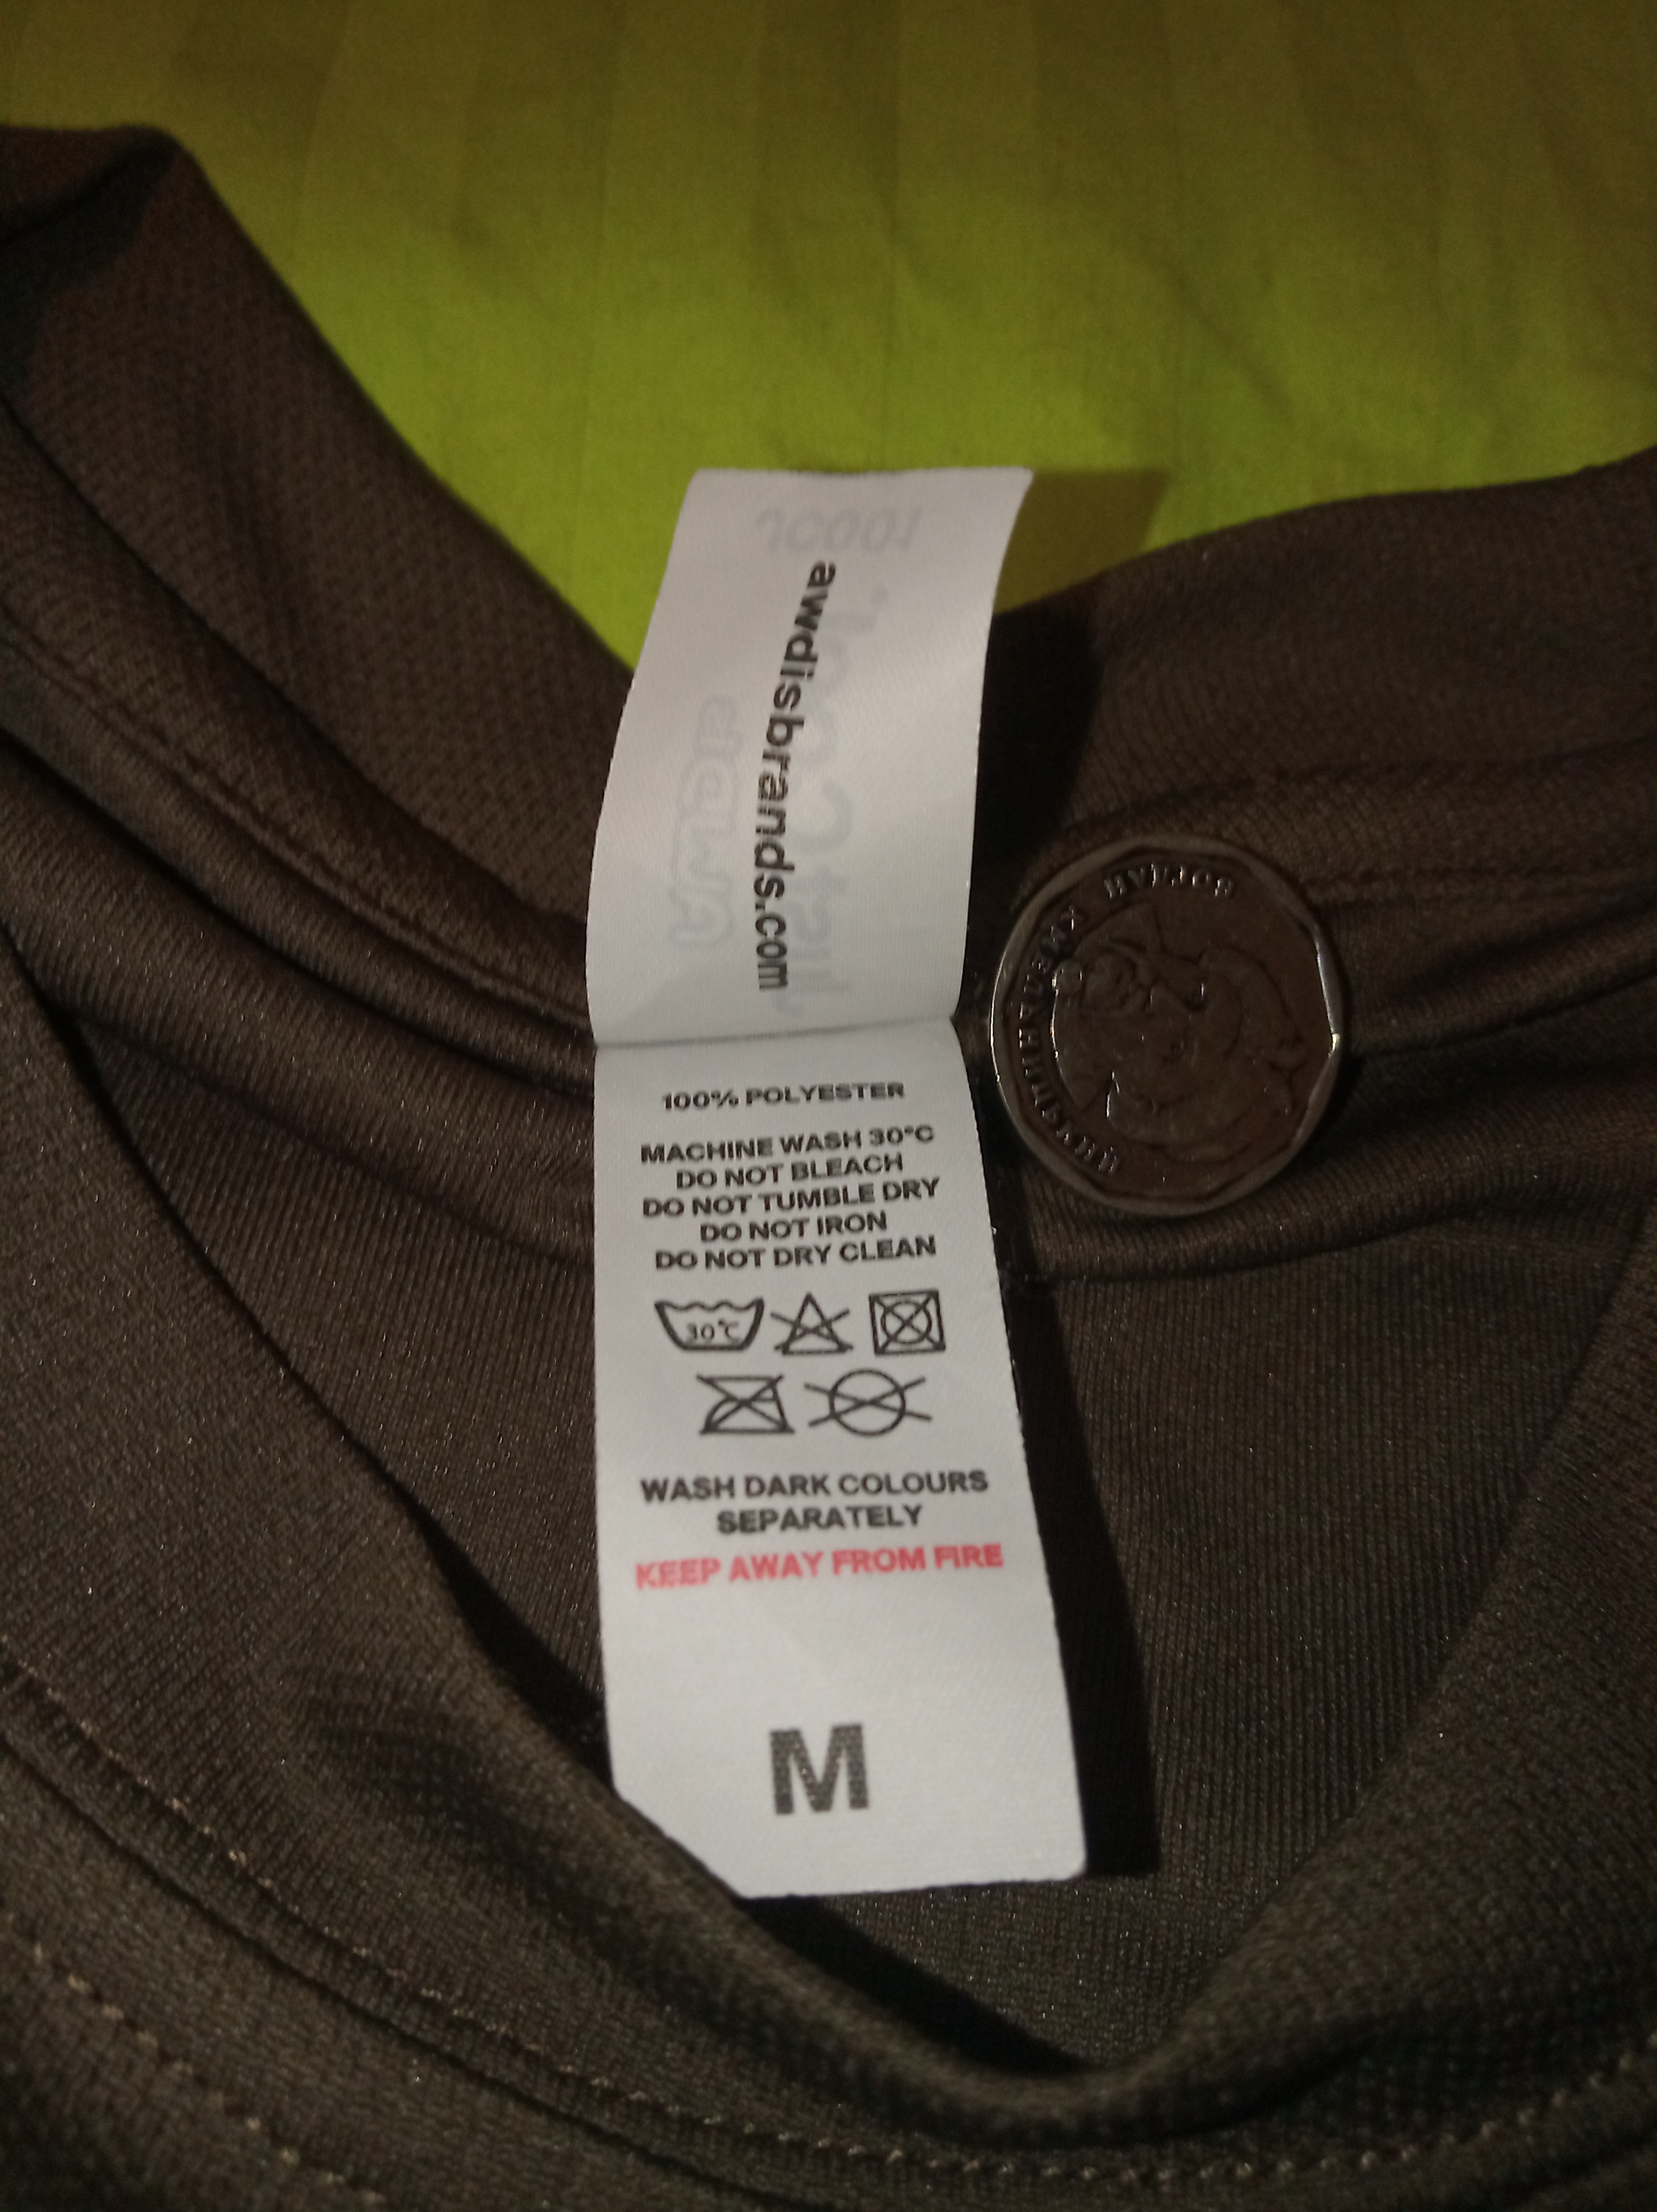 awdisbrands.com
100% POLYESTER
MACHINE WASH 30°C
DO NOT BLEACH
DO NOT TUMBLE DRY
DO NOT IRON
DO NOT DRY CLEAN
30°C
WASH DARK COLOURS
SEPARATELY
KEEP AWAY FROM FIRE
M